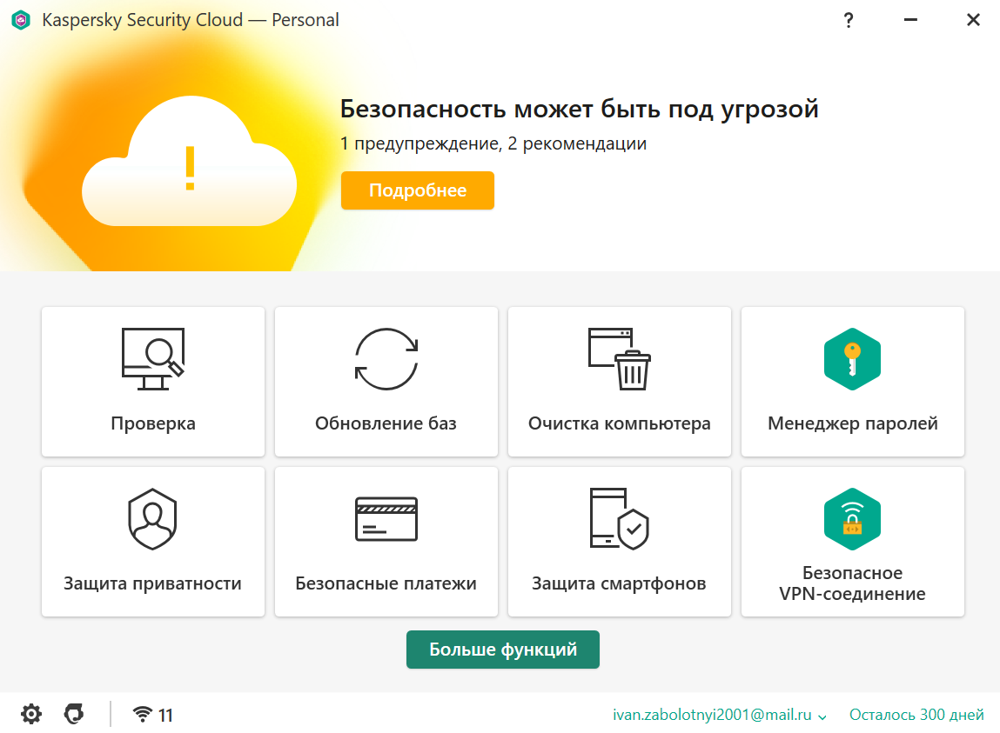 Kaspersky Security Cloud — Personal
?
Безопасность может быть под угрозой
1 предупреждение, 2 рекомендации
Подробнее
Проверка
Обновление баз
Очистка компьютера
Менеджер паролей
Защита приватности
Безопасные платежи
Защита смартфонов
Безопасное
VPN-соединение
Больше функций
11
ivan.zabolotnyi2001@mail.ru
Осталось 300 дней